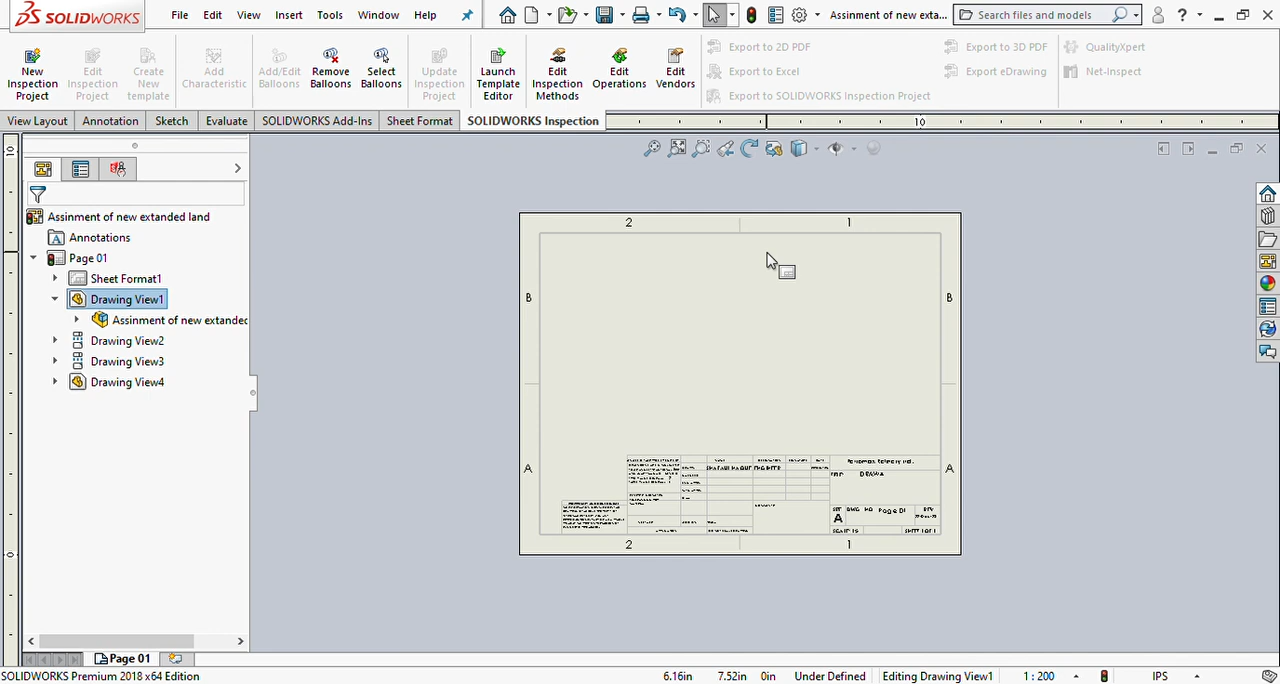 SOLIDWORKS File Edit View Insert Tools Window Help Assinment of new exta... Search files and models ?
New Inspection Project
Edit Inspection Project
Create New template
Add Characteristic
Add/Edit Balloons
Remove Balloons
Select Balloons
Update Inspection Project
Launch Template Editor
Edit Inspection Methods
Edit Operations
Edit Vendors
Export to 2D PDF
Export to Excel
Export to SOLIDWORKS Inspection Project
Export to 3D PDF
Export eDrawing
QualityXpert
Net-Inspect
View Layout Annotation Sketch Evaluate SOLIDWORKS Add-Ins Sheet Format SOLIDWORKS Inspection
10
10
0
Assinment of new extanded land
A Annotations
Page 01
Sheet Format1
Drawing View1
Assinment of new extandec
Drawing View2
Drawing View3
Drawing View4
2 1
B B
A A
DRAWN
A
Page 01
2 1
Page 01
SOLIDWORKS Premium 2018 x64 Edition 6.16in 7.52in 0in Under Defined Editing Drawing View1 1 : 200 IPS